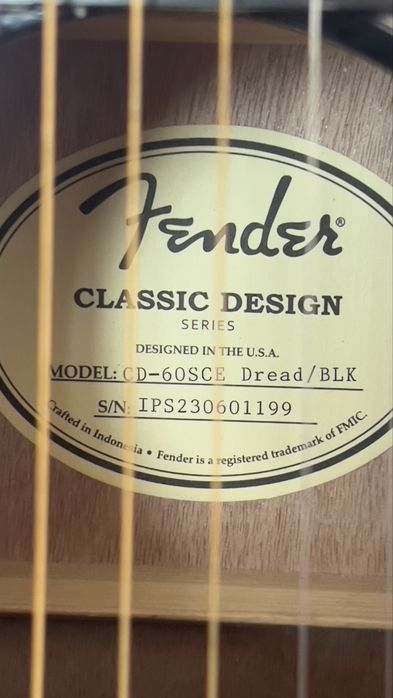 Fender®
CLASSIC DESIGN
SERIES
DESIGNED IN THE U.S.A.
MODEL: CD-60SCE Dread/BLK
S/N: IPS230601199
Crafted in Indonesia • Fender is a registered trademark of FMIC.